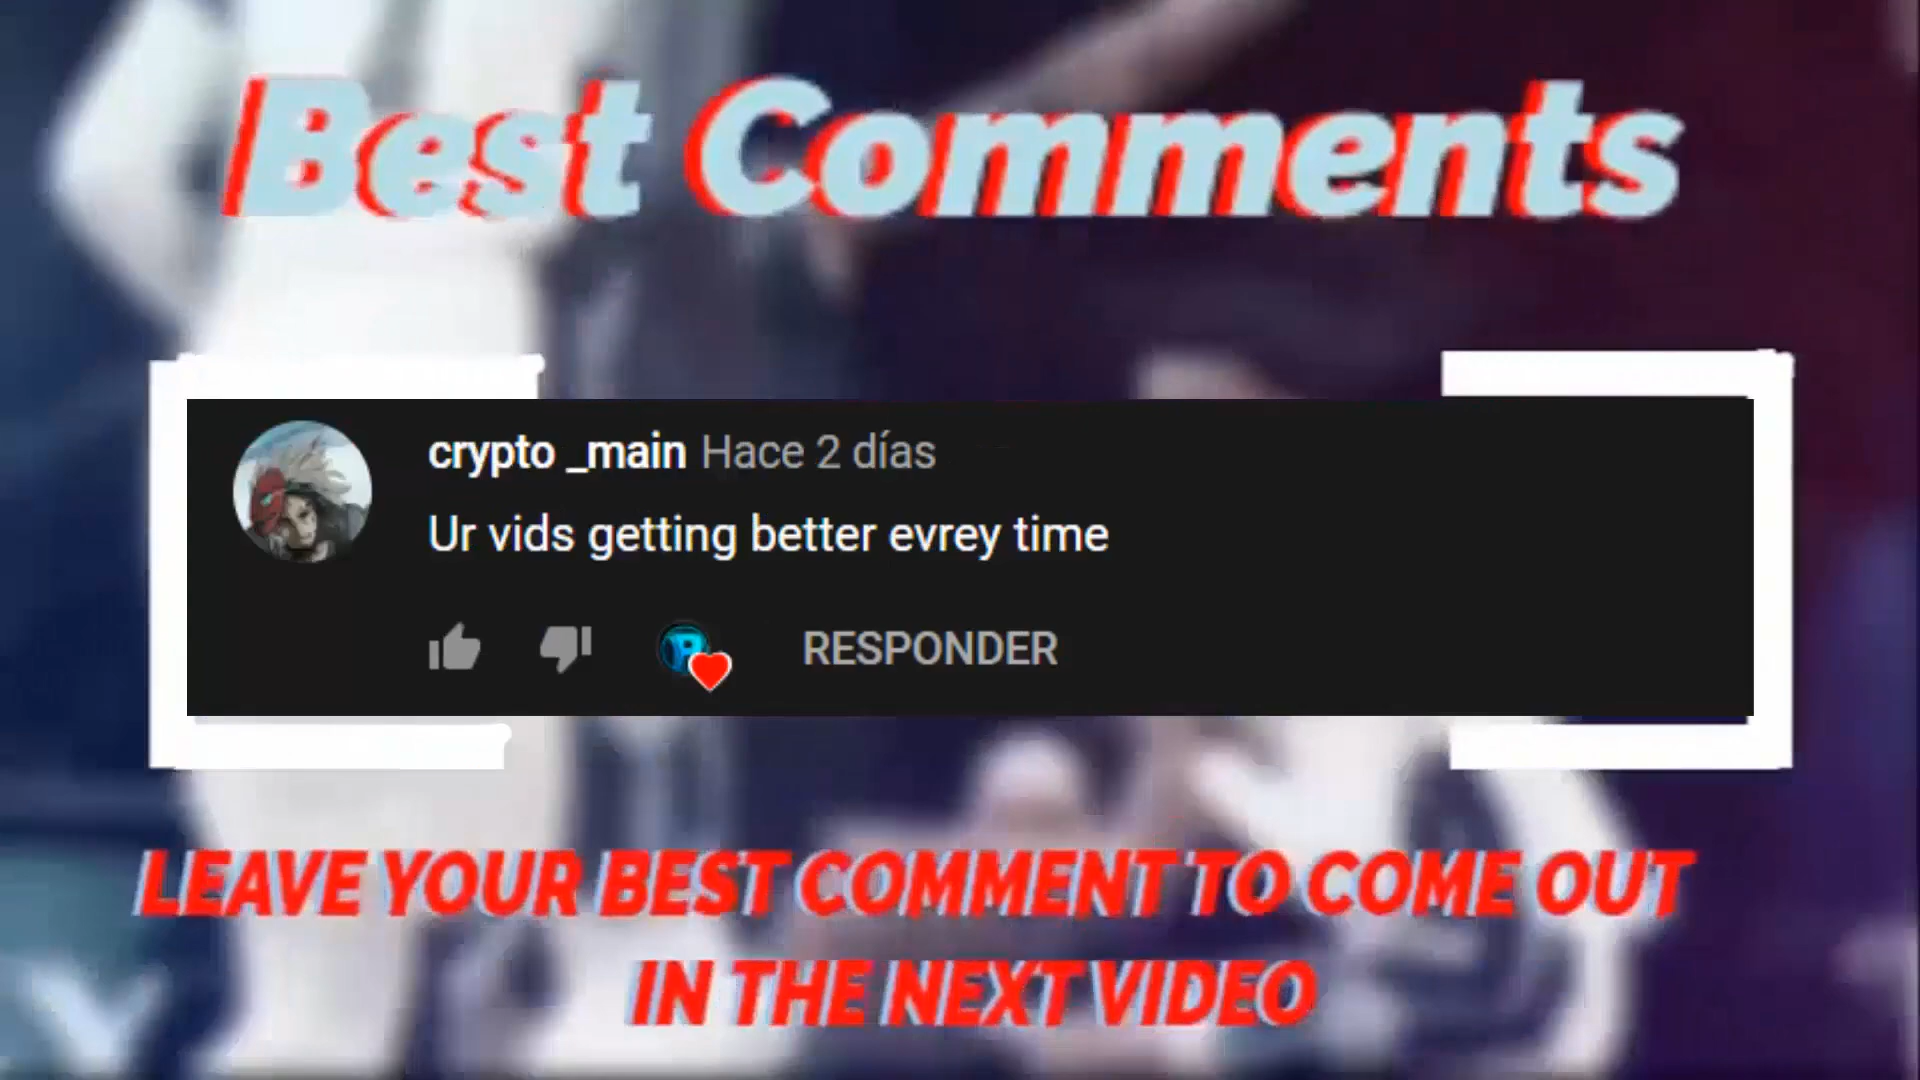 Best Comments
crypto _main Hace 2 días
Ur vids getting better evrey time
RESPONDER
LEAVE YOUR BEST COMMENT TO COME OUT
IN THE NEXT VIDEO